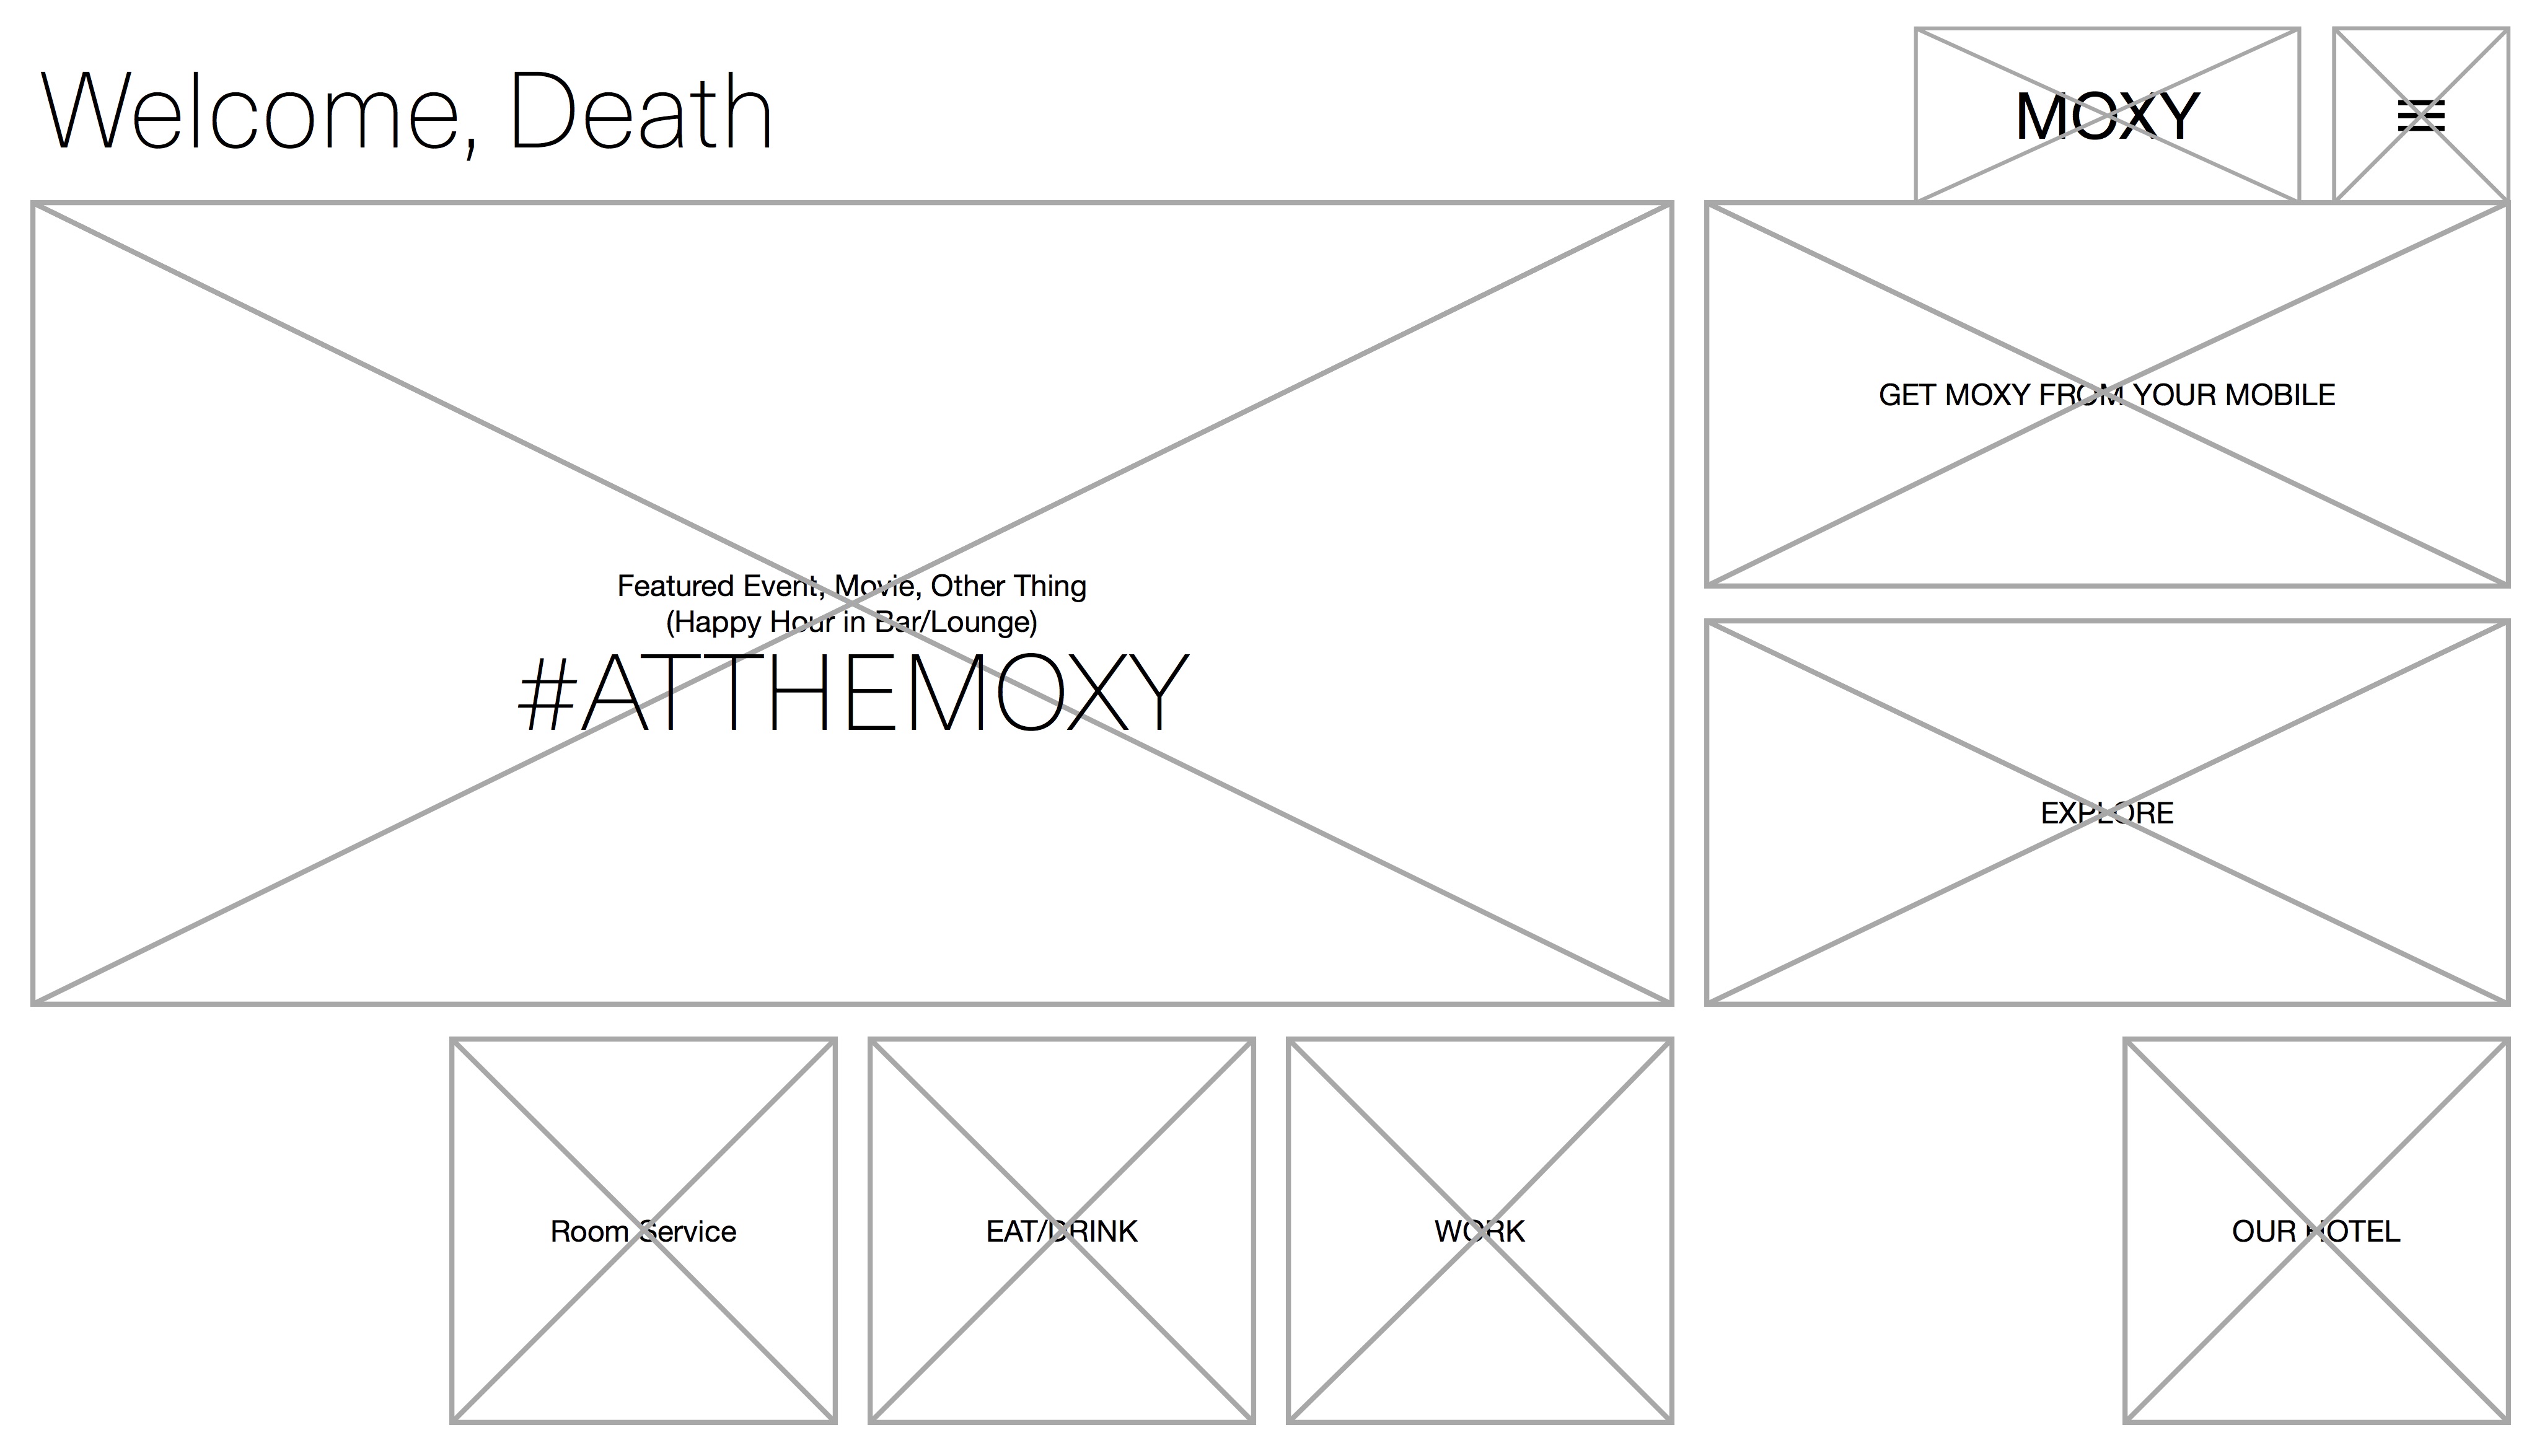 Welcome, Death
MOXY
GET MOXY FROM YOUR MOBILE
Featured Event, Movie, Other Thing
(Happy Hour in Bar/Lounge)
#ATTHEMOXY
EXPLORE
Room Service
EAT/DRINK
WORK
OUR HOTEL